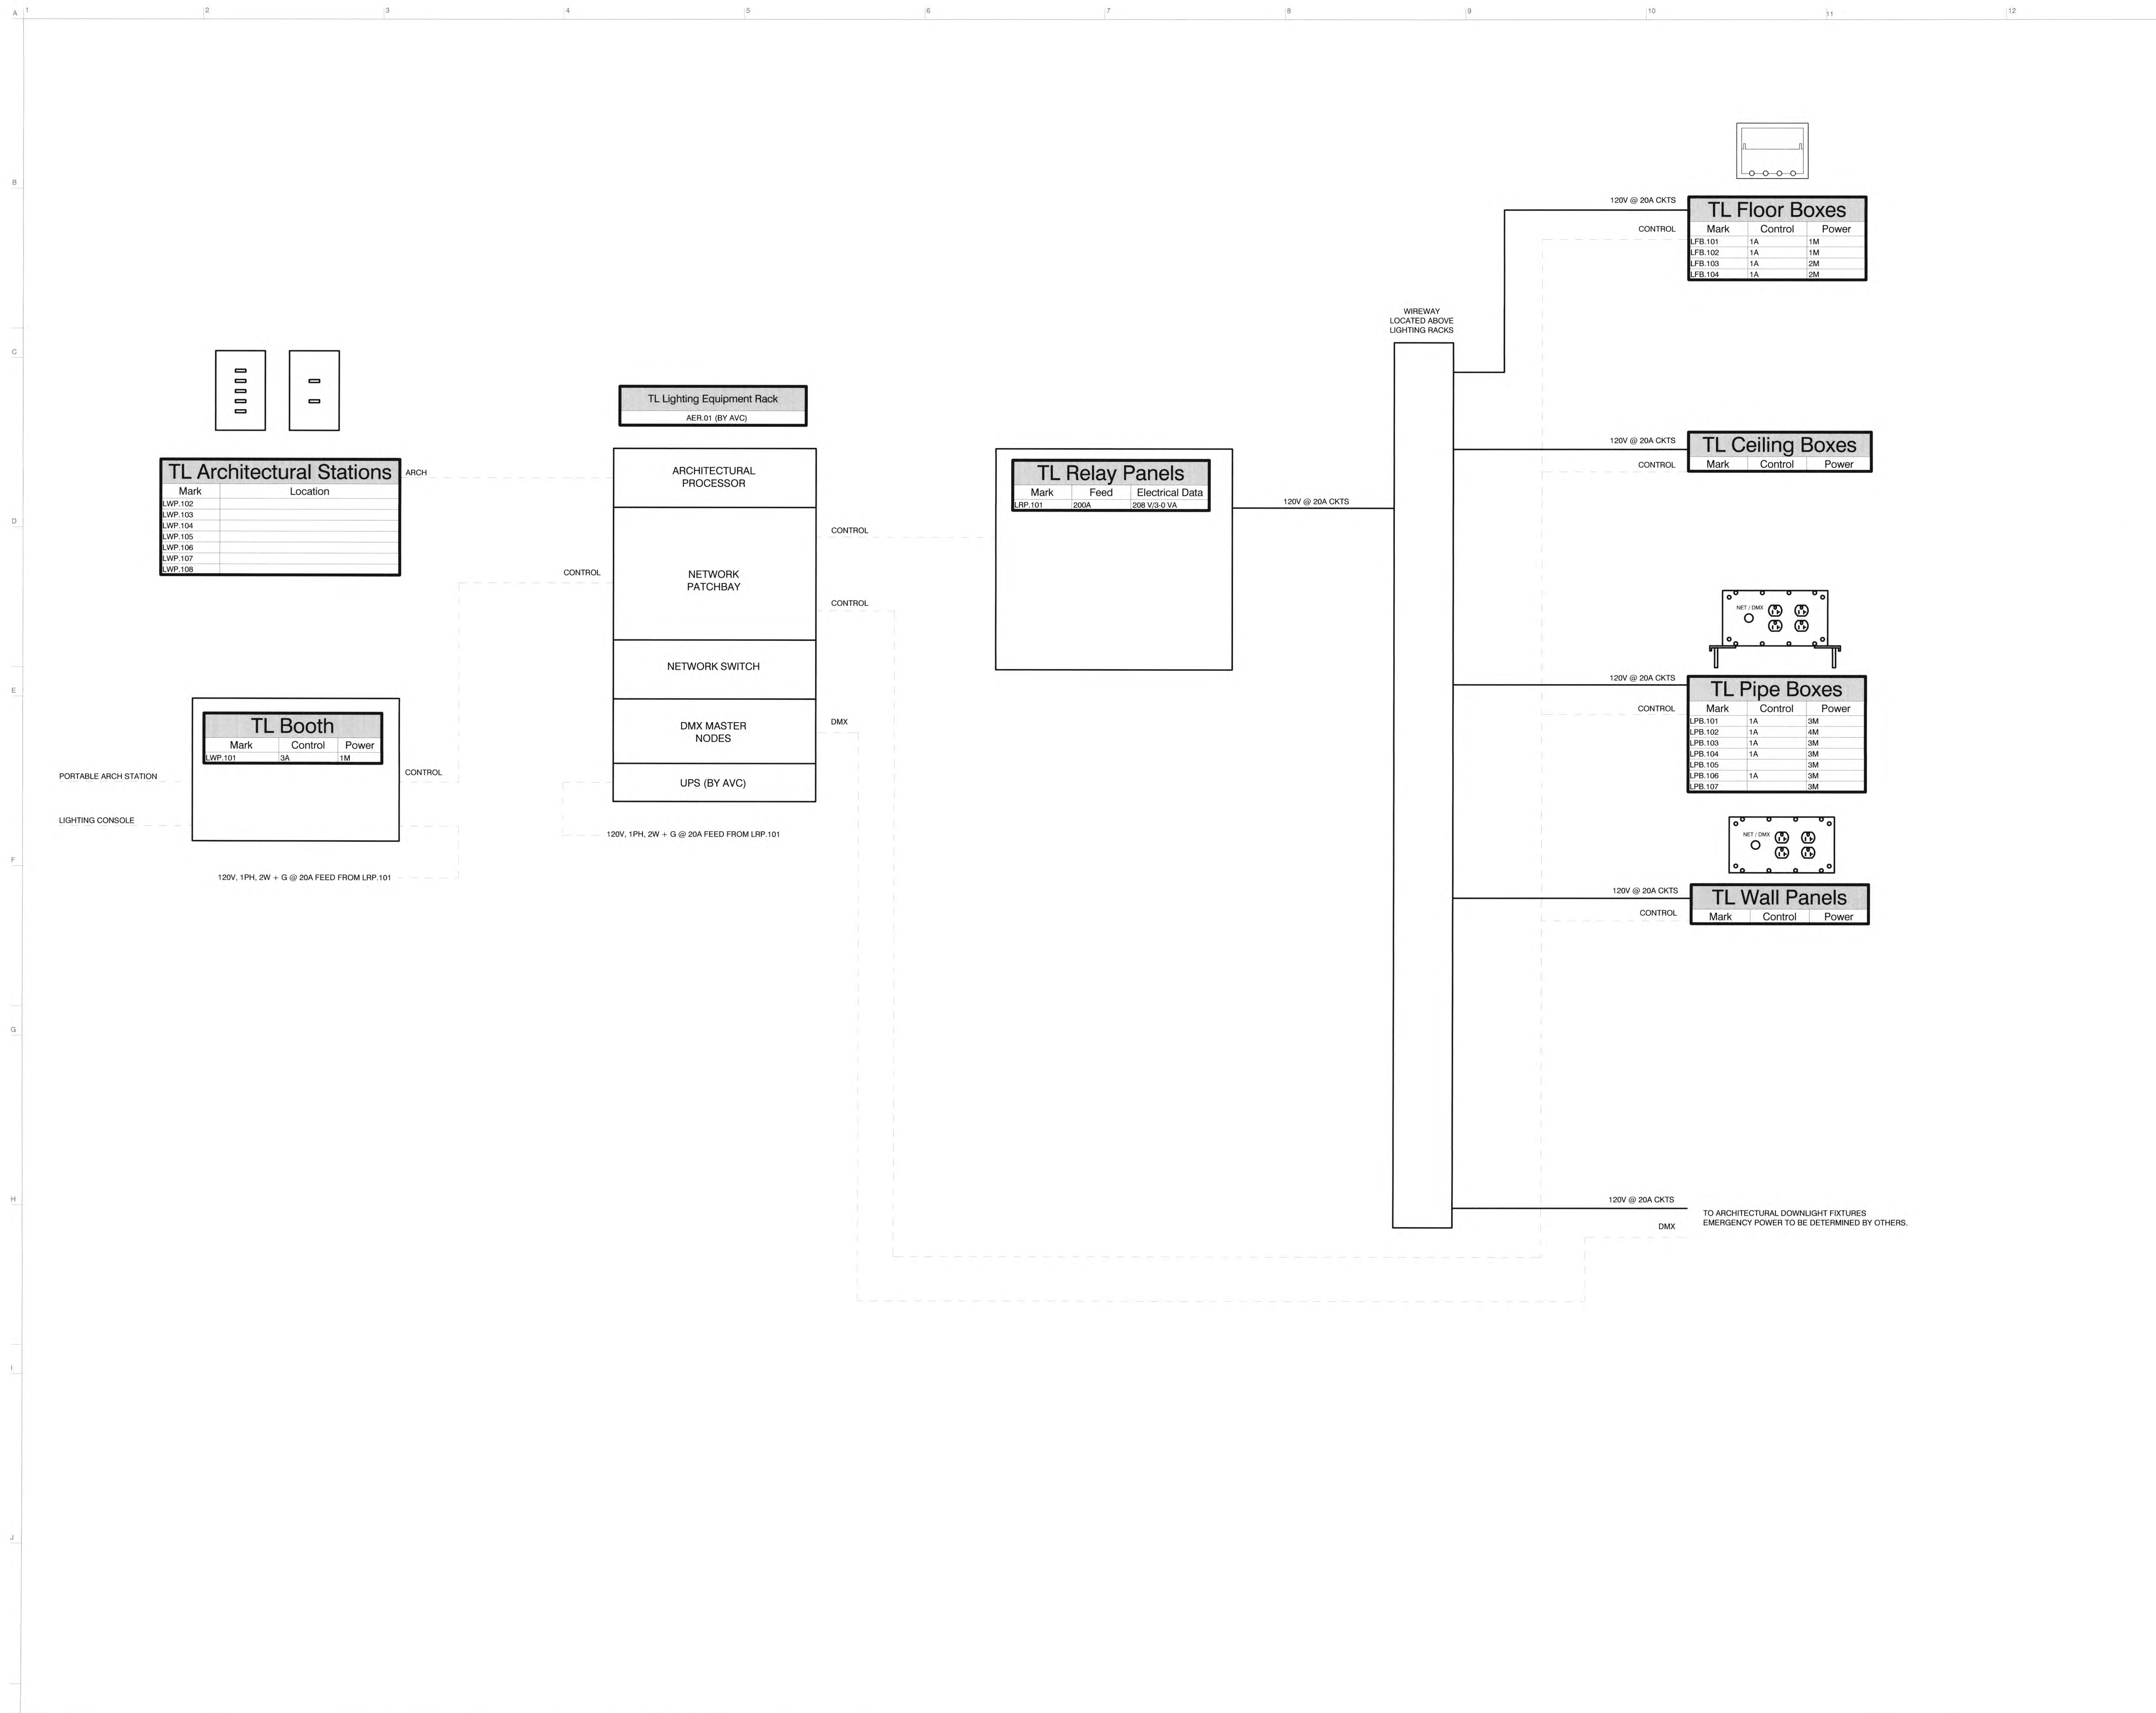 A 1 2 3 4 5 6 7 8 9 10 11 12
B
C
D
E
F
G
H
I
J
TL Architectural Stations
Mark Location
LWP.102
LWP.103
LWP.104
LWP.105
LWP.106
LWP.107
LWP.108
ARCH
TL Booth
Mark Control Power
LWP.101 3A 1M
PORTABLE ARCH STATION
LIGHTING CONSOLE
CONTROL
120V, 1PH, 2W + G @ 20A FEED FROM LRP.101
TL Lighting Equipment Rack
AER.01 (BY AVC)
ARCHITECTURAL
PROCESSOR
NETWORK
PATCHBAY
NETWORK SWITCH
DMX MASTER
NODES
UPS (BY AVC)
CONTROL
CONTROL
CONTROL
DMX
120V, 1PH, 2W + G @ 20A FEED FROM LRP.101
TL Relay Panels
Mark Feed Electrical Data
LRP.101 200A 208 V/3-0 VA
120V @ 20A CKTS
WIREWAY
LOCATED ABOVE
LIGHTING RACKS
120V @ 20A CKTS
CONTROL
TL Floor Boxes
Mark Control Power
LFB.101 1A 1M
LFB.102 1A 1M
LFB.103 1A 2M
LFB.104 1A 2M
120V @ 20A CKTS
CONTROL
TL Ceiling Boxes
Mark Control Power
NET / DMX
120V @ 20A CKTS
CONTROL
TL Pipe Boxes
Mark Control Power
LPB.101 1A 3M
LPB.102 1A 4M
LPB.103 1A 3M
LPB.104 1A 3M
LPB.105 3M
LPB.106 1A 3M
LPB.107 3M
NET / DMX
120V @ 20A CKTS
CONTROL
TL Wall Panels
Mark Control Power
120V @ 20A CKTS
DMX
TO ARCHITECTURAL DOWNLIGHT FIXTURES
EMERGENCY POWER TO BE DETERMINED BY OTHERS.